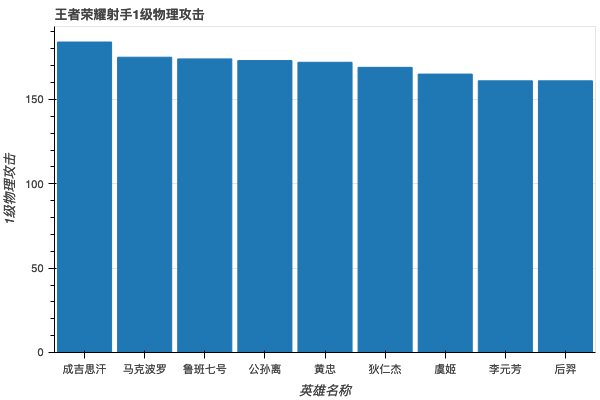 王者荣耀射手1级物理攻击
1级物理攻击
150
100
50
0
成吉思汗 马克波罗 鲁班七号 公孙离 黄忠 狄仁杰 虞姬 李元芳 后羿
英雄名称